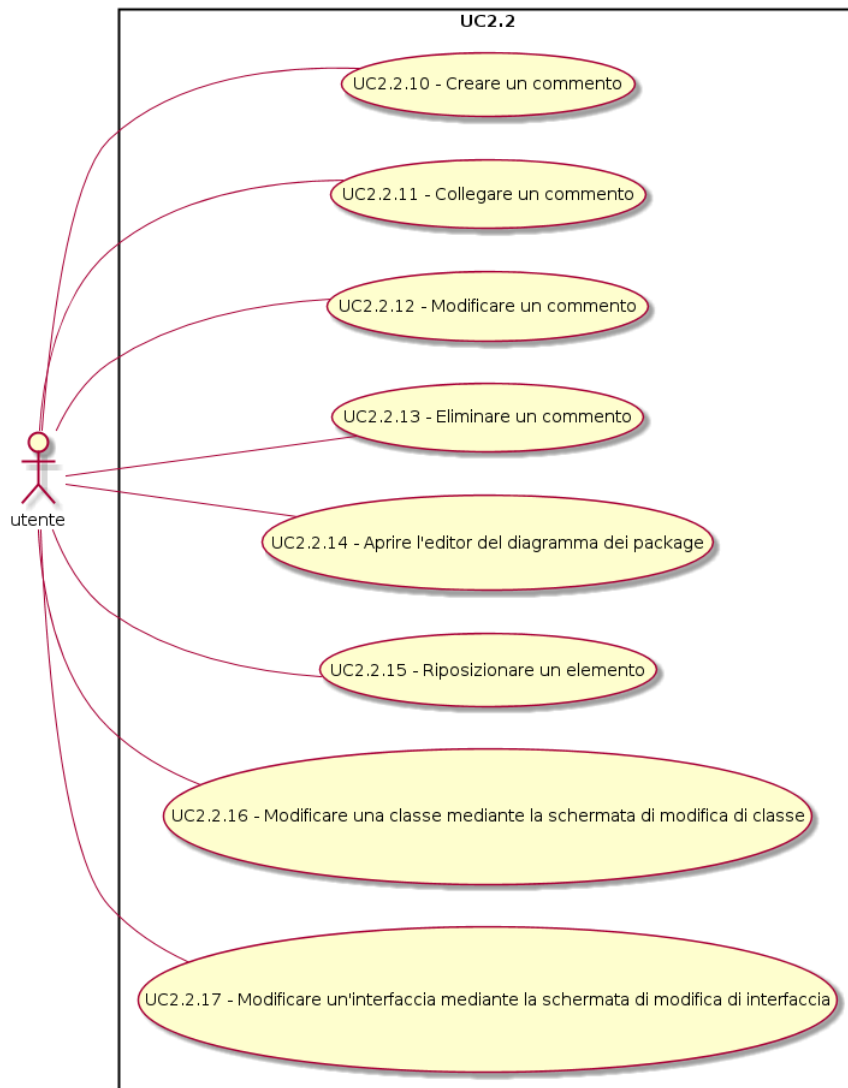 UC2.2
UC2.2.10 - Creare un commento
UC2.2.11 - Collegare un commento
UC2.2.12 - Modificare un commento
UC2.2.13 - Eliminare un commento
utente
UC2.2.14 - Aprire l'editor del diagramma dei package
UC2.2.15 - Riposizionare un elemento
UC2.2.16 - Modificare una classe mediante la schermata di modifica di classe
UC2.2.17 - Modificare un'interfaccia mediante la schermata di modifica di interfaccia